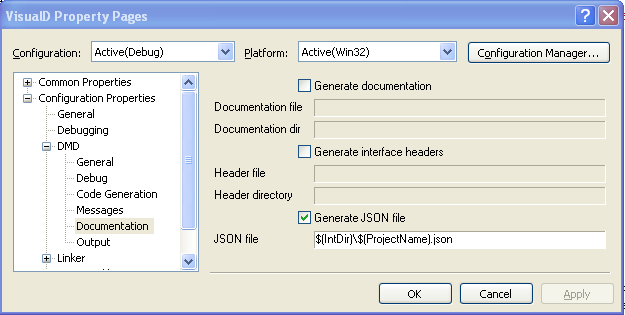 VisualD Property Pages
Configuration: Active(Debug) Platform: Active(Win32) Configuration Manager...
Common Properties
Configuration Properties
General
Debugging
DMD
General
Debug
Code Generation
Messages
Documentation
Output
Linker
Generate documentation
Documentation file
Documentation dir
Generate interface headers
Header file
Header directory
Generate JSON file
JSON file $(IntDir)\$(ProjectName).json
OK Cancel Apply